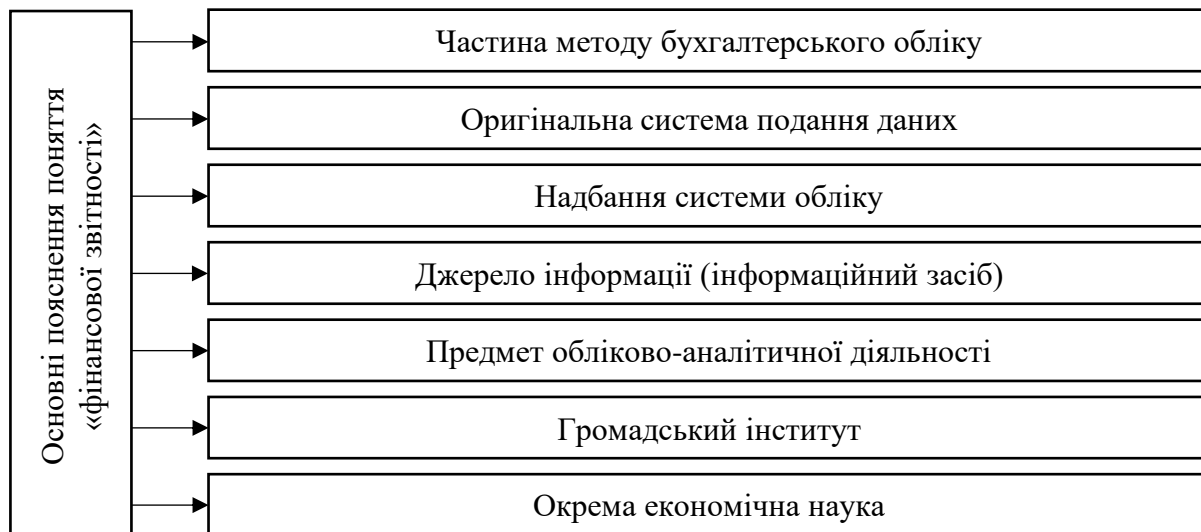 Основні пояснення поняття
«фінансової звітності»
Частина методу бухгалтерського обліку
Оригінальна система подання даних
Надбання системи обліку
Джерело інформації (інформаційний засіб)
Предмет обліково-аналітичної діяльності
Громадський інститут
Окрема економічна наука